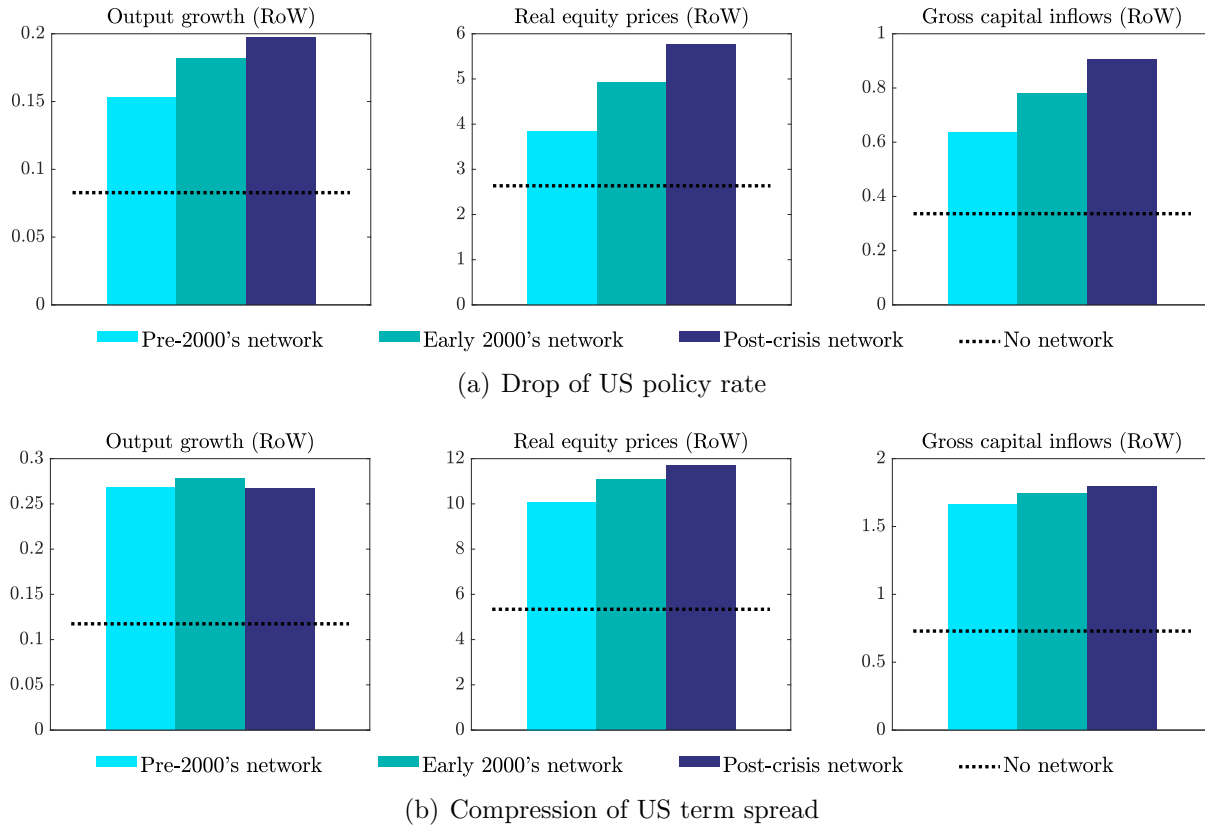 Output growth (RoW)
Real equity prices (RoW)
Gross capital inflows (RoW)
0.2
0.15
0.1
0.05
0
6
5
4
3
2
1
0
1
0.8
0.6
0.4
0.2
0
Pre-2000's network
Early 2000's network
Post-crisis network
No network
(a) Drop of US policy rate
Output growth (RoW)
Real equity prices (RoW)
Gross capital inflows (RoW)
0.3
0.25
0.2
0.15
0.1
0.05
0
12
10
8
6
4
2
0
2
1.5
1
0.5
0
Pre-2000's network
Early 2000's network
Post-crisis network
No network
(b) Compression of US term spread